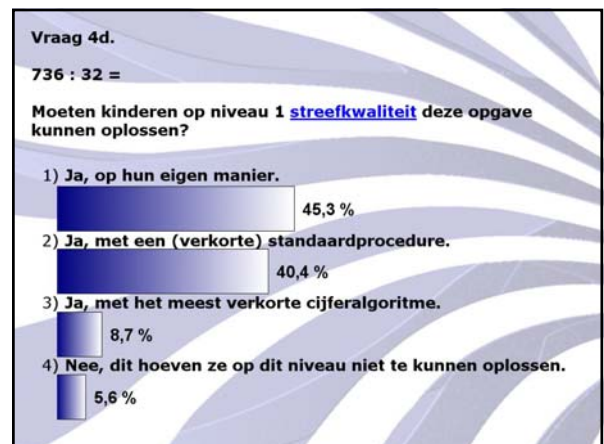 Vraag 4d.
736 : 32 =
Moeten kinderen op niveau 1 streefkwaliteit deze opgave
kunnen oplossen?
1) Ja, op hun eigen manier.
45,3 %
2) Ja, met een (verkorte) standaardprocedure.
40,4 %
3) Ja, met het meest verkorte cijferalgoritme.
8,7 %
4) Nee, dit hoeven ze op dit niveau niet te kunnen oplossen.
5,6 %